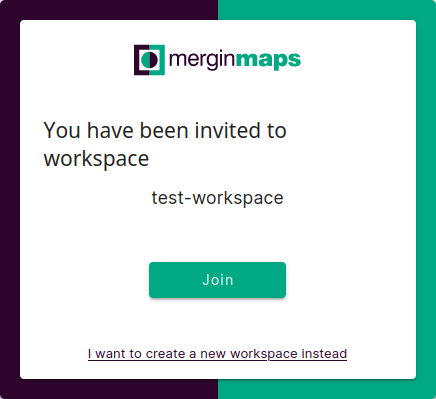 merginmaps
You have been invited to
workspace
test-workspace
Join
I want to create a new workspace instead